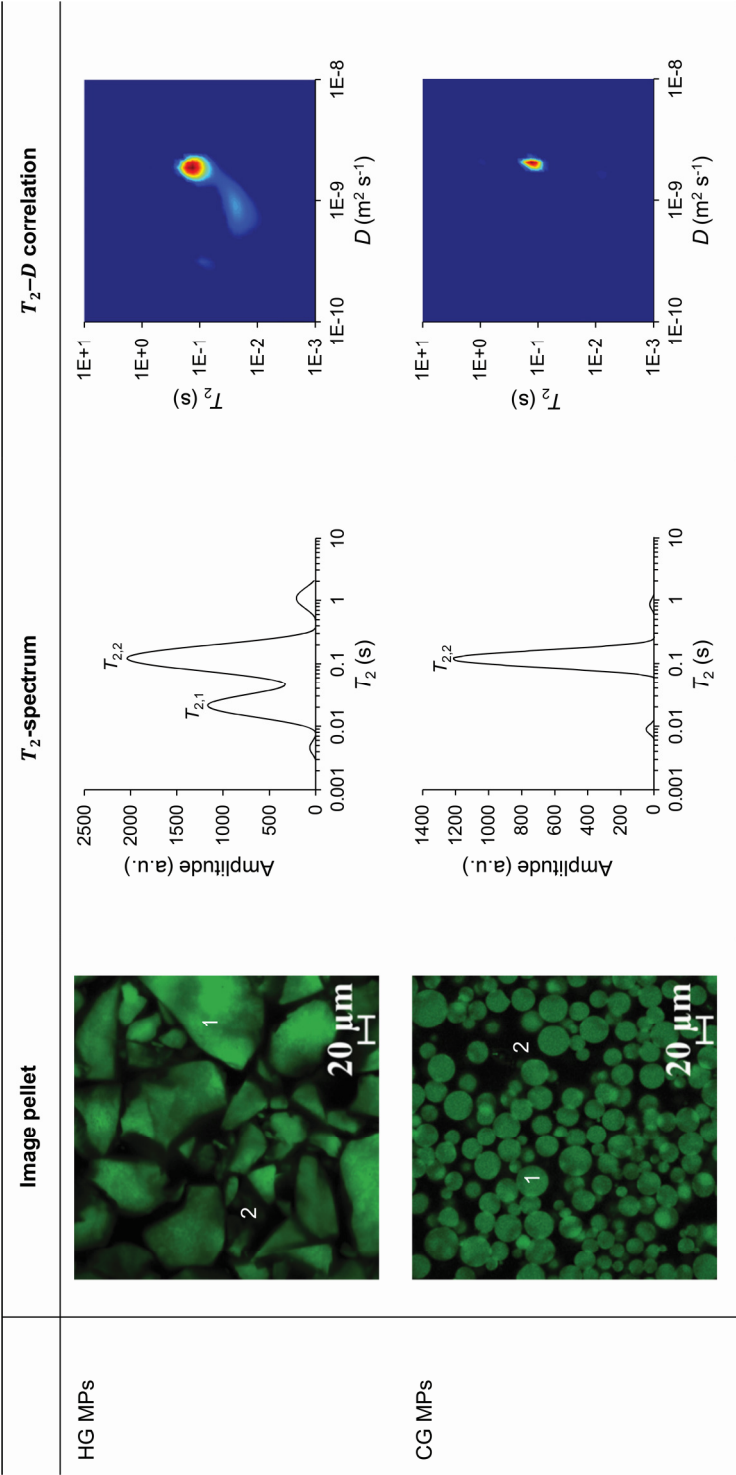 Image pellet
T₂-spectrum
T₂–D correlation
HG MPs
1
2
20 µm
Amplitude (a.u.)
2500
2000
1500
1000
500
0
T₂,₁
T₂,₂
0.001
0.01
0.1
1
10
T₂ (s)
T₂ (s)
1E+1
1E+0
1E-1
1E-2
1E-3
1E-10
1E-9
1E-8
D (m² s⁻¹)
CG MPs
1
2
20 µm
Amplitude (a.u.)
1400
1200
1000
800
600
400
200
0
T₂,₂
0.001
0.01
0.1
1
10
T₂ (s)
T₂ (s)
1E+1
1E+0
1E-1
1E-2
1E-3
1E-10
1E-9
1E-8
D (m² s⁻¹)